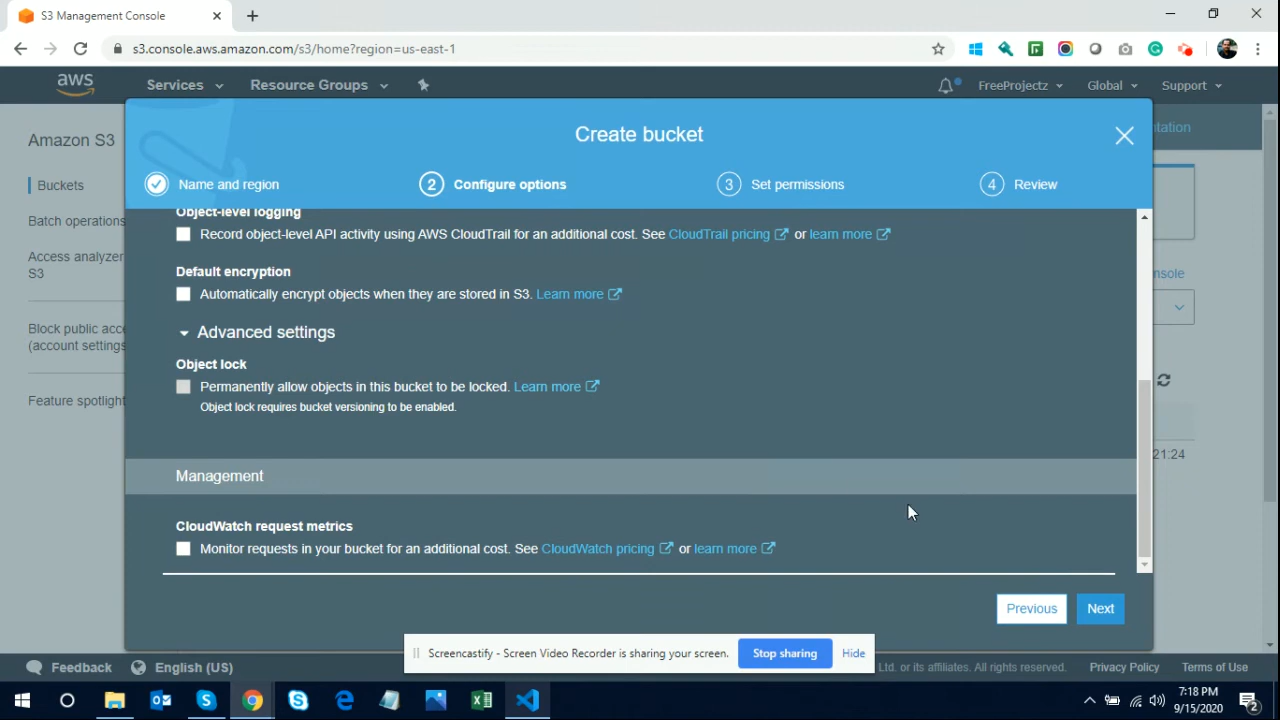 S3 Management Console
s3.console.aws.amazon.com/s3/home?region=us-east-1
aws
Services
Resource Groups
FreeProjectz
Global
Support
Amazon S3
Buckets
Batch operations
Access analyzer
S3
Block public acce
(account settings
Feature spotlight
ntation
nsole
21:24
Create bucket
Name and region
2 Configure options
3 Set permissions
4 Review
Object-level logging
Record object-level API activity using AWS CloudTrail for an additional cost. See CloudTrail pricing or learn more
Default encryption
Automatically encrypt objects when they are stored in S3. Learn more
Advanced settings
Object lock
Permanently allow objects in this bucket to be locked. Learn more
Object lock requires bucket versioning to be enabled.
Management
CloudWatch request metrics
Monitor requests in your bucket for an additional cost. See CloudWatch pricing or learn more
Previous
Next
Screencastify - Screen Video Recorder is sharing your screen.
Stop sharing
Hide
Feedback
English (US)
Ltd. or its affiliates. All rights reserved.
Privacy Policy
Terms of Use
7:18 PM
9/15/2020
2